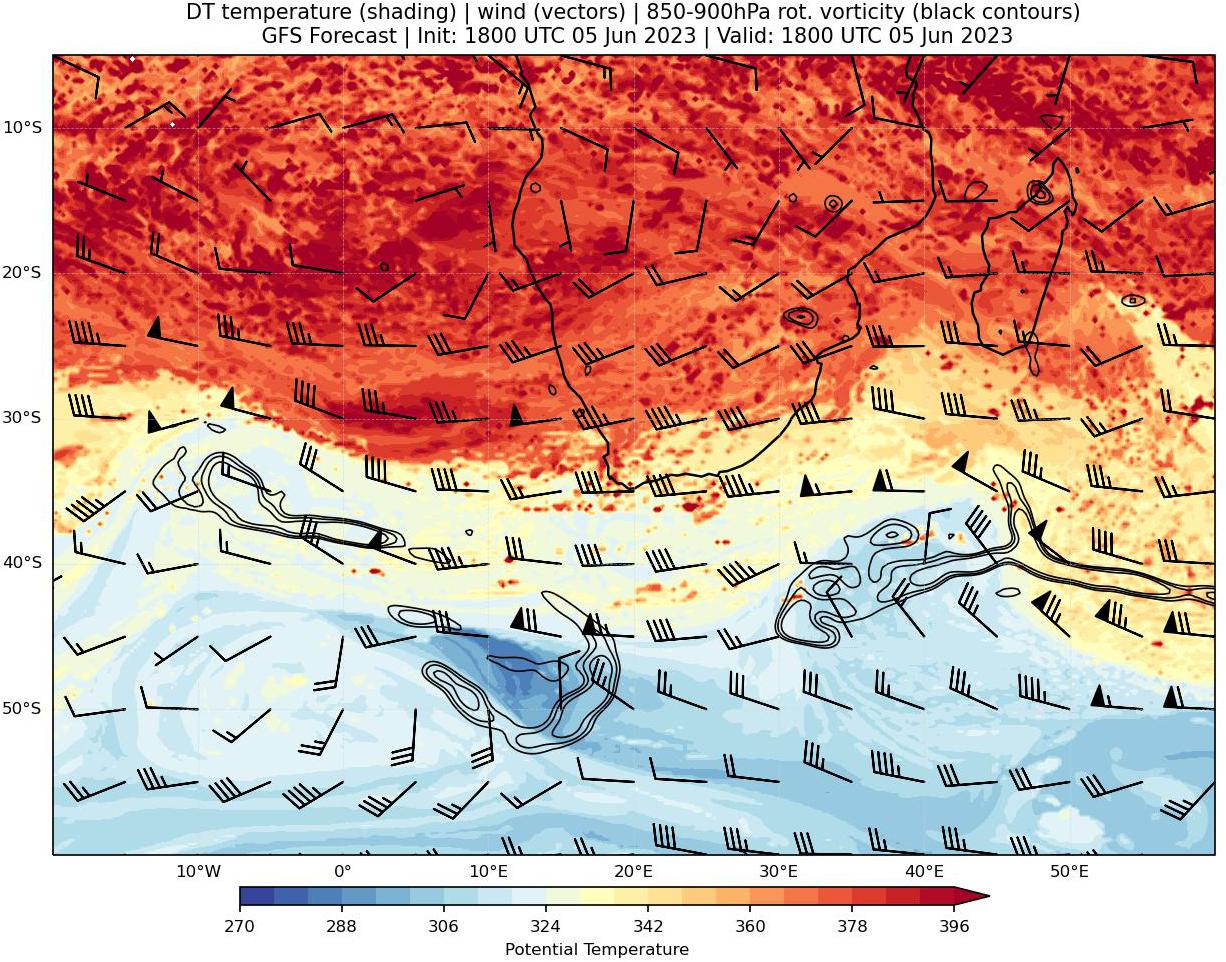 DT temperature (shading) | wind (vectors) | 850-900hPa rot. vorticity (black contours)
GFS Forecast | Init: 1800 UTC 05 Jun 2023 | Valid: 1800 UTC 05 Jun 2023
10°S
20°S
30°S
40°S
50°S
10°W 0° 10°E 20°E 30°E 40°E 50°E
270 288 306 324 342 360 378 396
Potential Temperature